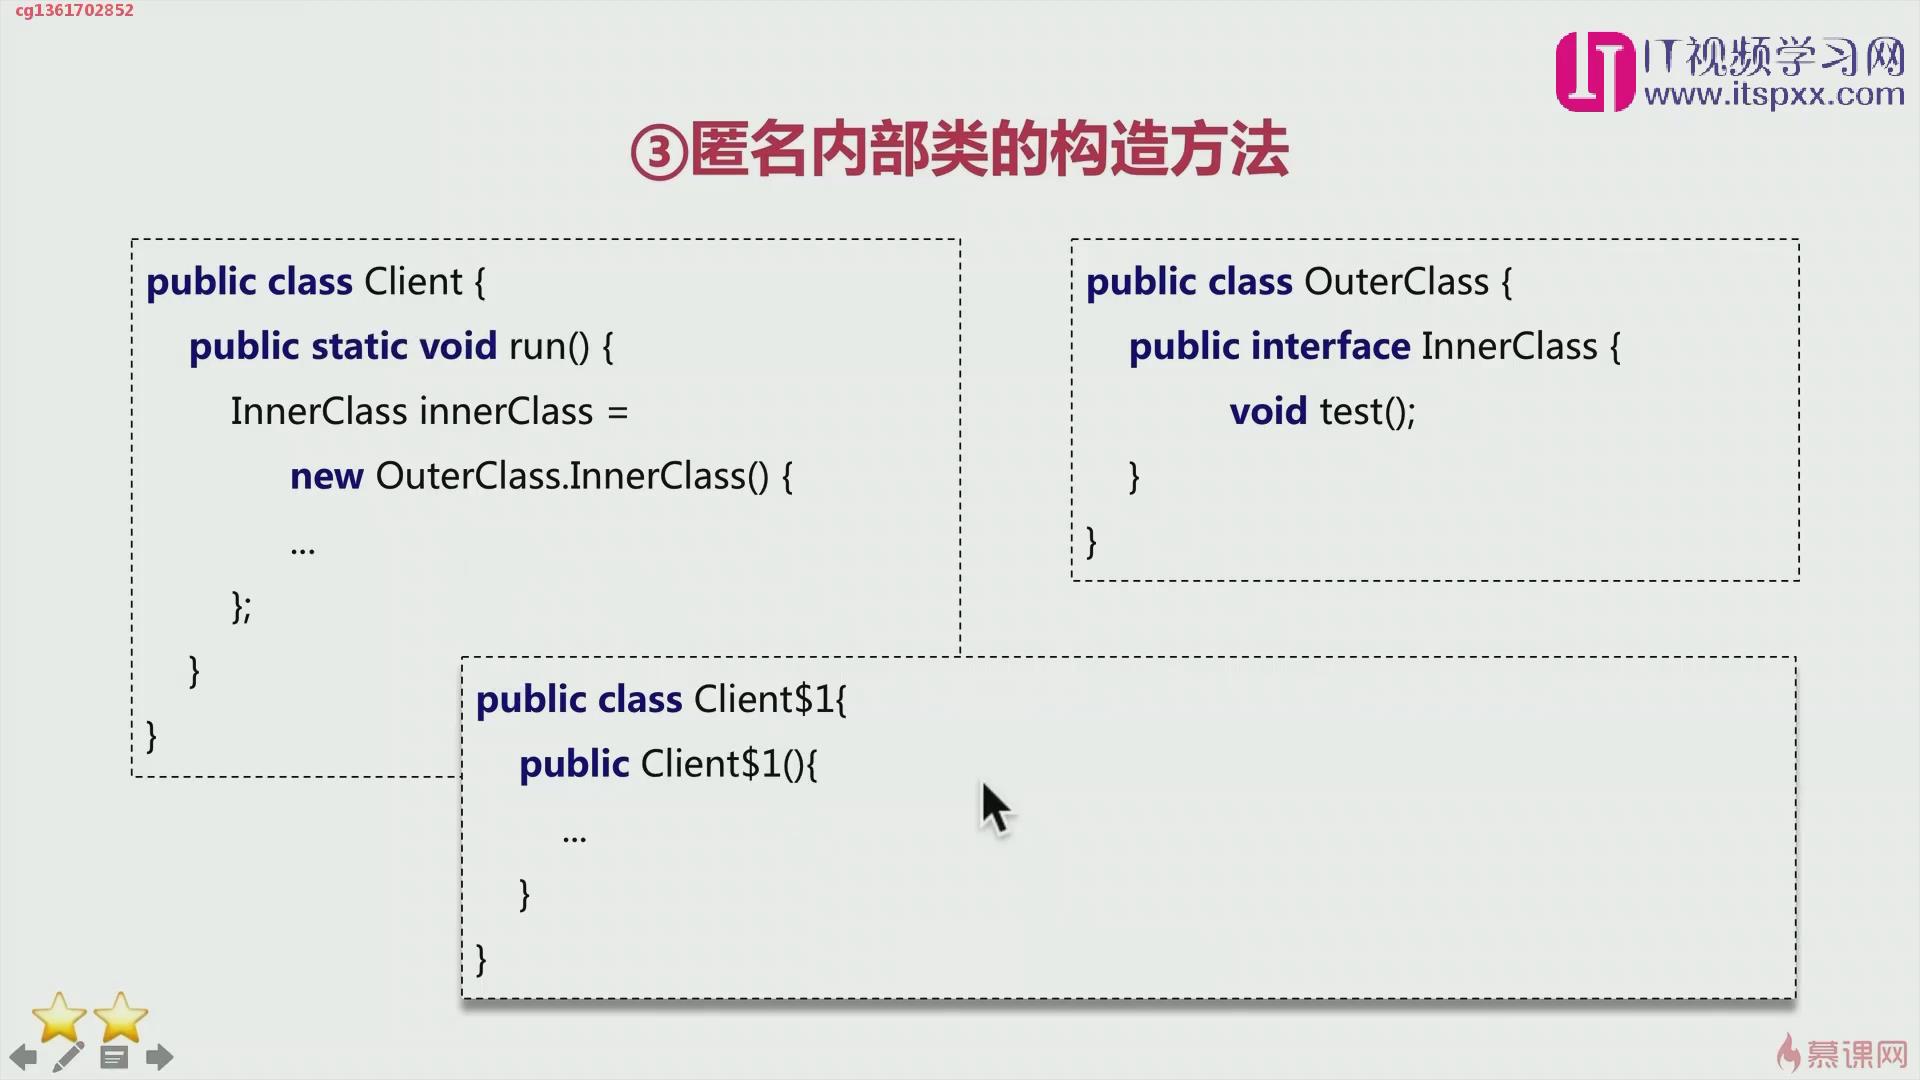 cg1361702852
IT视频学习网
www.itspxx.com
③匿名内部类的构造方法
public class Client {
public static void run() {
InnerClass innerClass =
new OuterClass.InnerClass() {
...
};
}
}
public class OuterClass {
public interface InnerClass {
void test();
}
}
public class Client$1{
public Client$1(){
...
}
}
慕课网